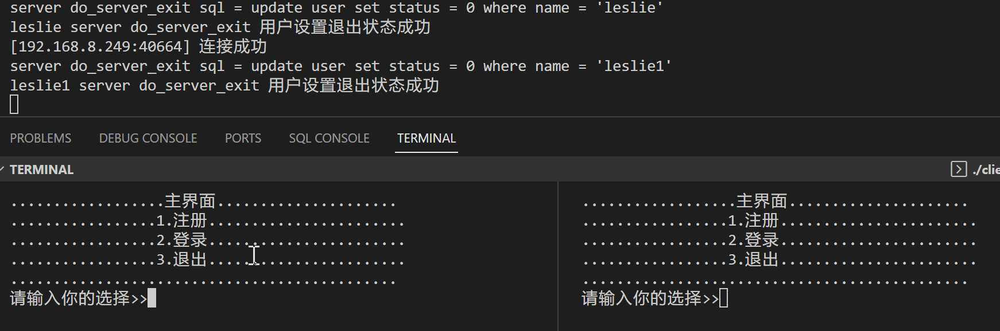 server do_server_exit sql = update user set status = 0 where name = 'leslie'
leslie server do_server_exit 用户设置退出状态成功
[192.168.8.249:40664] 连接成功
server do_server_exit sql = update user set status = 0 where name = 'leslie1'
leslie1 server do_server_exit 用户设置退出状态成功
PROBLEMS DEBUG CONSOLE PORTS SQL CONSOLE TERMINAL
TERMINAL ./clie
..................主界面..................... ..................主界面.....................
.................1.注册....................... .................1.注册.......................
.................2.登录....................... .................2.登录.......................
.................3.退出....................... .................3.退出.......................
............................................. .............................................
请输入你的选择>> 请输入你的选择>>